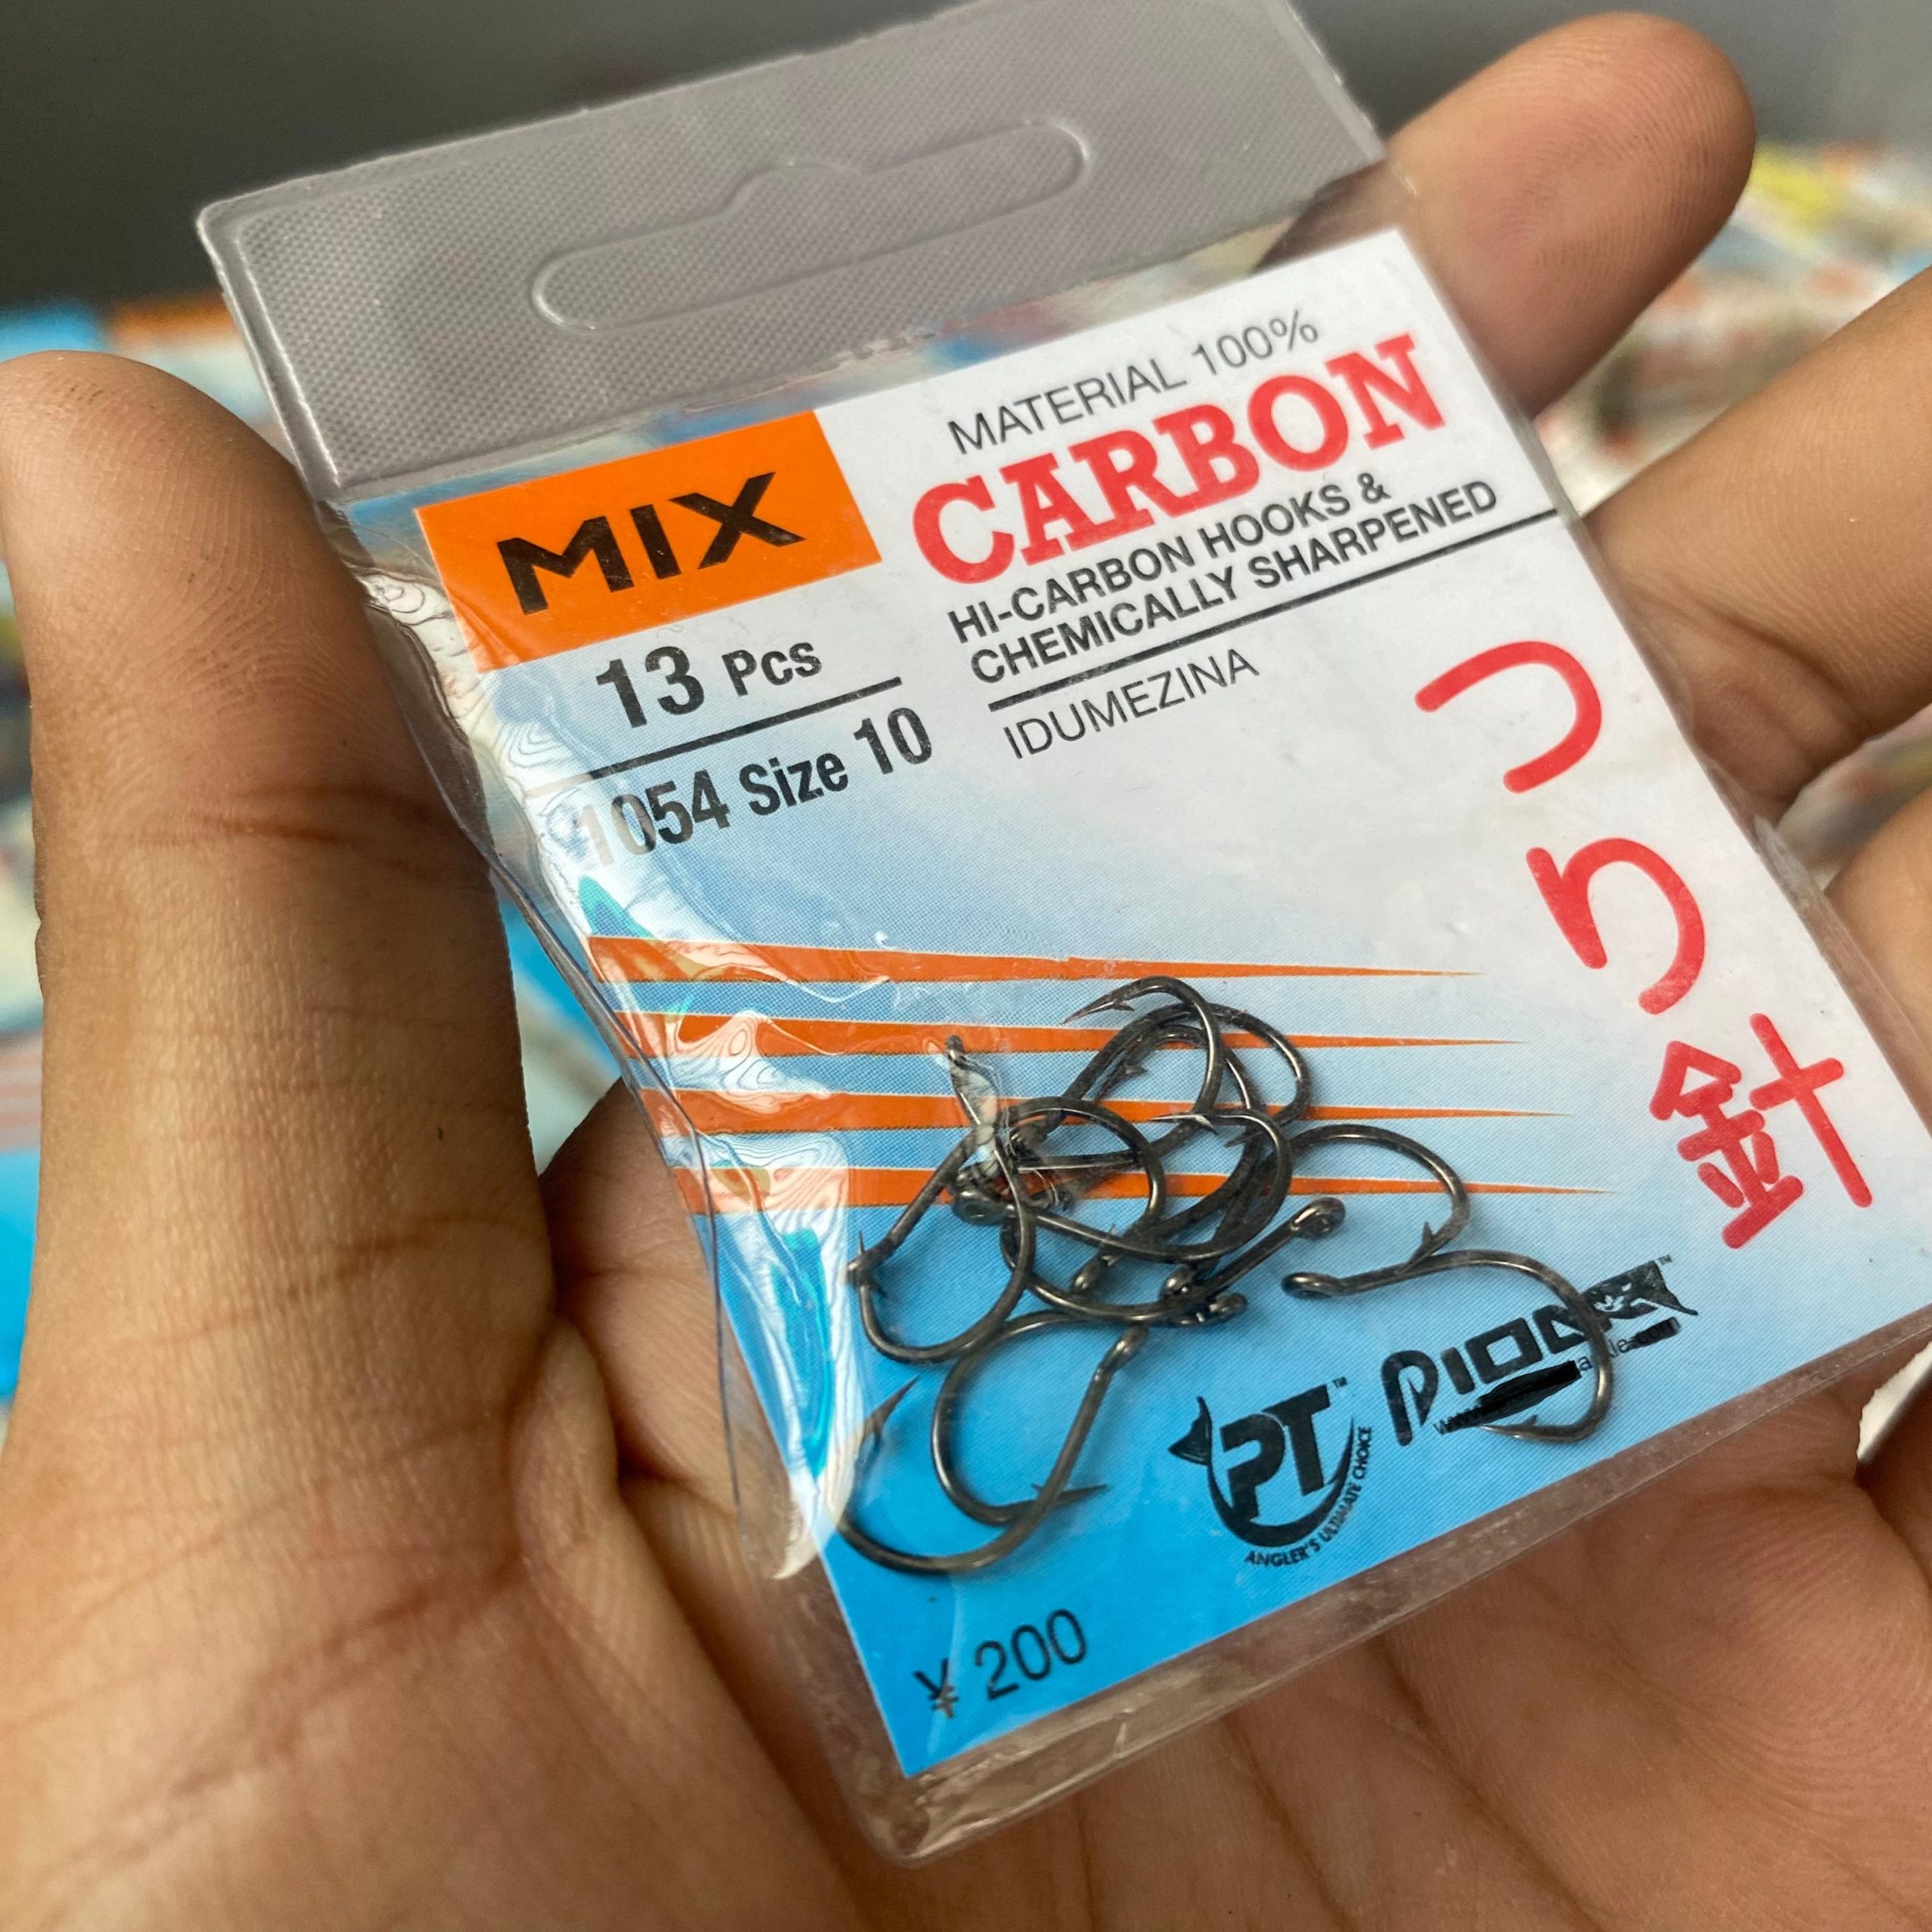 MIX
13 Pcs
1054 Size 10
MATERIAL 100%
CARBON
HI-CARBON HOOKS &
CHEMICALLY SHARPENED
IDUMEZINA
つり針
PT™
ANGLER'S ULTIMATE CHOICE
¥ 200